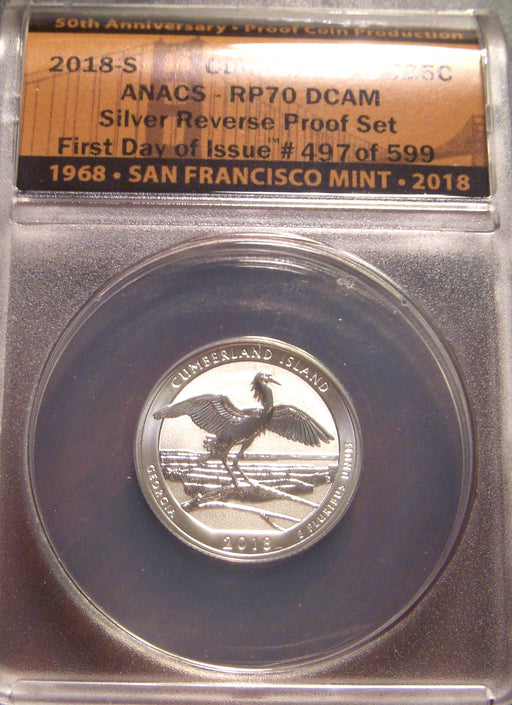 50th Anniversary • Proof Coin Production
2018-S S25C
ANACS - RP70 DCAM
Silver Reverse Proof Set
First Day of Issue™ # 497 of 599
1968 • SAN FRANCISCO MINT • 2018
CUMBERLAND ISLAND
GEORGIA
2018
E PLURIBUS UNUM